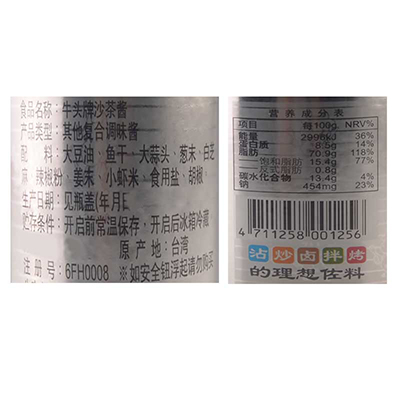 食品名称：牛头牌沙茶酱
产品类型：其他复合调味酱
配　料：大豆油、鱼干、大蒜头、葱末、白芝
麻、辣椒粉、姜末、小虾米、食用盐、胡椒、
生产日期：见瓶盖(年月
贮存条件：开启前常温保存，开启后冰箱冷藏
原产地：台湾
注册号：6FH0008 ※如安全钮浮起请勿购买
营养成分表
项目 每100g NRV%
能量 2996kJ 36%
蛋白质 8.5g 14%
脂肪 70.9g 118%
饱和脂肪 15.4g 77%
反式脂肪 0.8g
碳水化合物 13.4g 4%
钠 454mg 23%
4 711258 001256
沾炒卤拌烤
的理想佐料